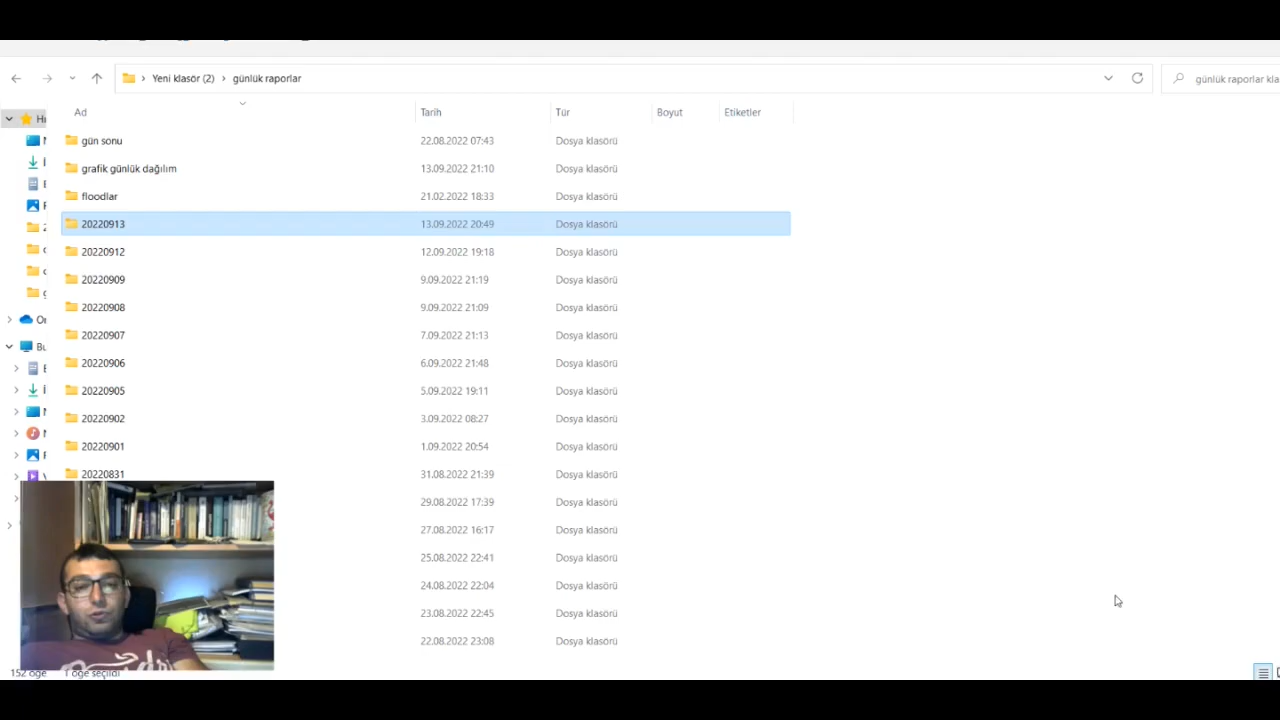 Yeni klasör (2) > günlük raporlar
günlük raporlar kla
Ad Tarih Tür Boyut Etiketler
gün sonu 22.08.2022 07:43 Dosya klasörü
grafik günlük dağılım 13.09.2022 21:10 Dosya klasörü
floodlar 21.02.2022 18:33 Dosya klasörü
20220913 13.09.2022 20:49 Dosya klasörü
20220912 12.09.2022 19:18 Dosya klasörü
20220909 9.09.2022 21:19 Dosya klasörü
20220908 9.09.2022 21:09 Dosya klasörü
20220907 7.09.2022 21:13 Dosya klasörü
20220906 6.09.2022 21:48 Dosya klasörü
20220905 5.09.2022 19:11 Dosya klasörü
20220902 3.09.2022 08:27 Dosya klasörü
20220901 1.09.2022 20:54 Dosya klasörü
20220831 31.08.2022 21:39 Dosya klasörü
29.08.2022 17:39 Dosya klasörü
27.08.2022 16:17 Dosya klasörü
25.08.2022 22:41 Dosya klasörü
24.08.2022 22:04 Dosya klasörü
23.08.2022 22:45 Dosya klasörü
22.08.2022 23:08 Dosya klasörü
152 öge 1 öge seçildi